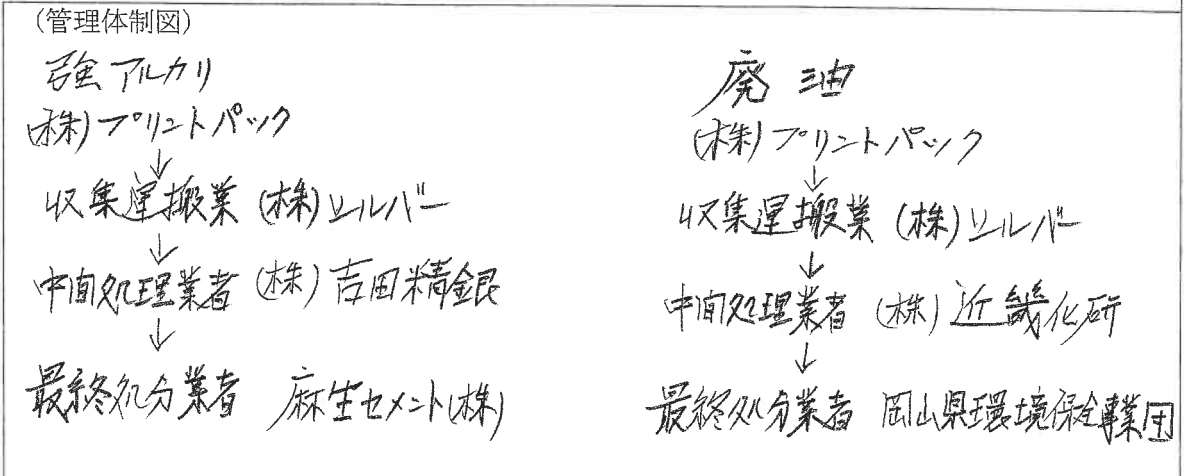 （管理体制図）
強アルカリ
(株)プリントパック
↓
収集運搬業 (株)シルバー
↓
中間処理業者 (株)吉田精銀
↓
最終処分業者 麻生セメント(株)
廃油
(株)プリントパック
↓
収集運搬業 (株)シルバー
↓
中間処理業者 (株)近畿化研
↓
最終処分業者 岡山県環境保全事業団